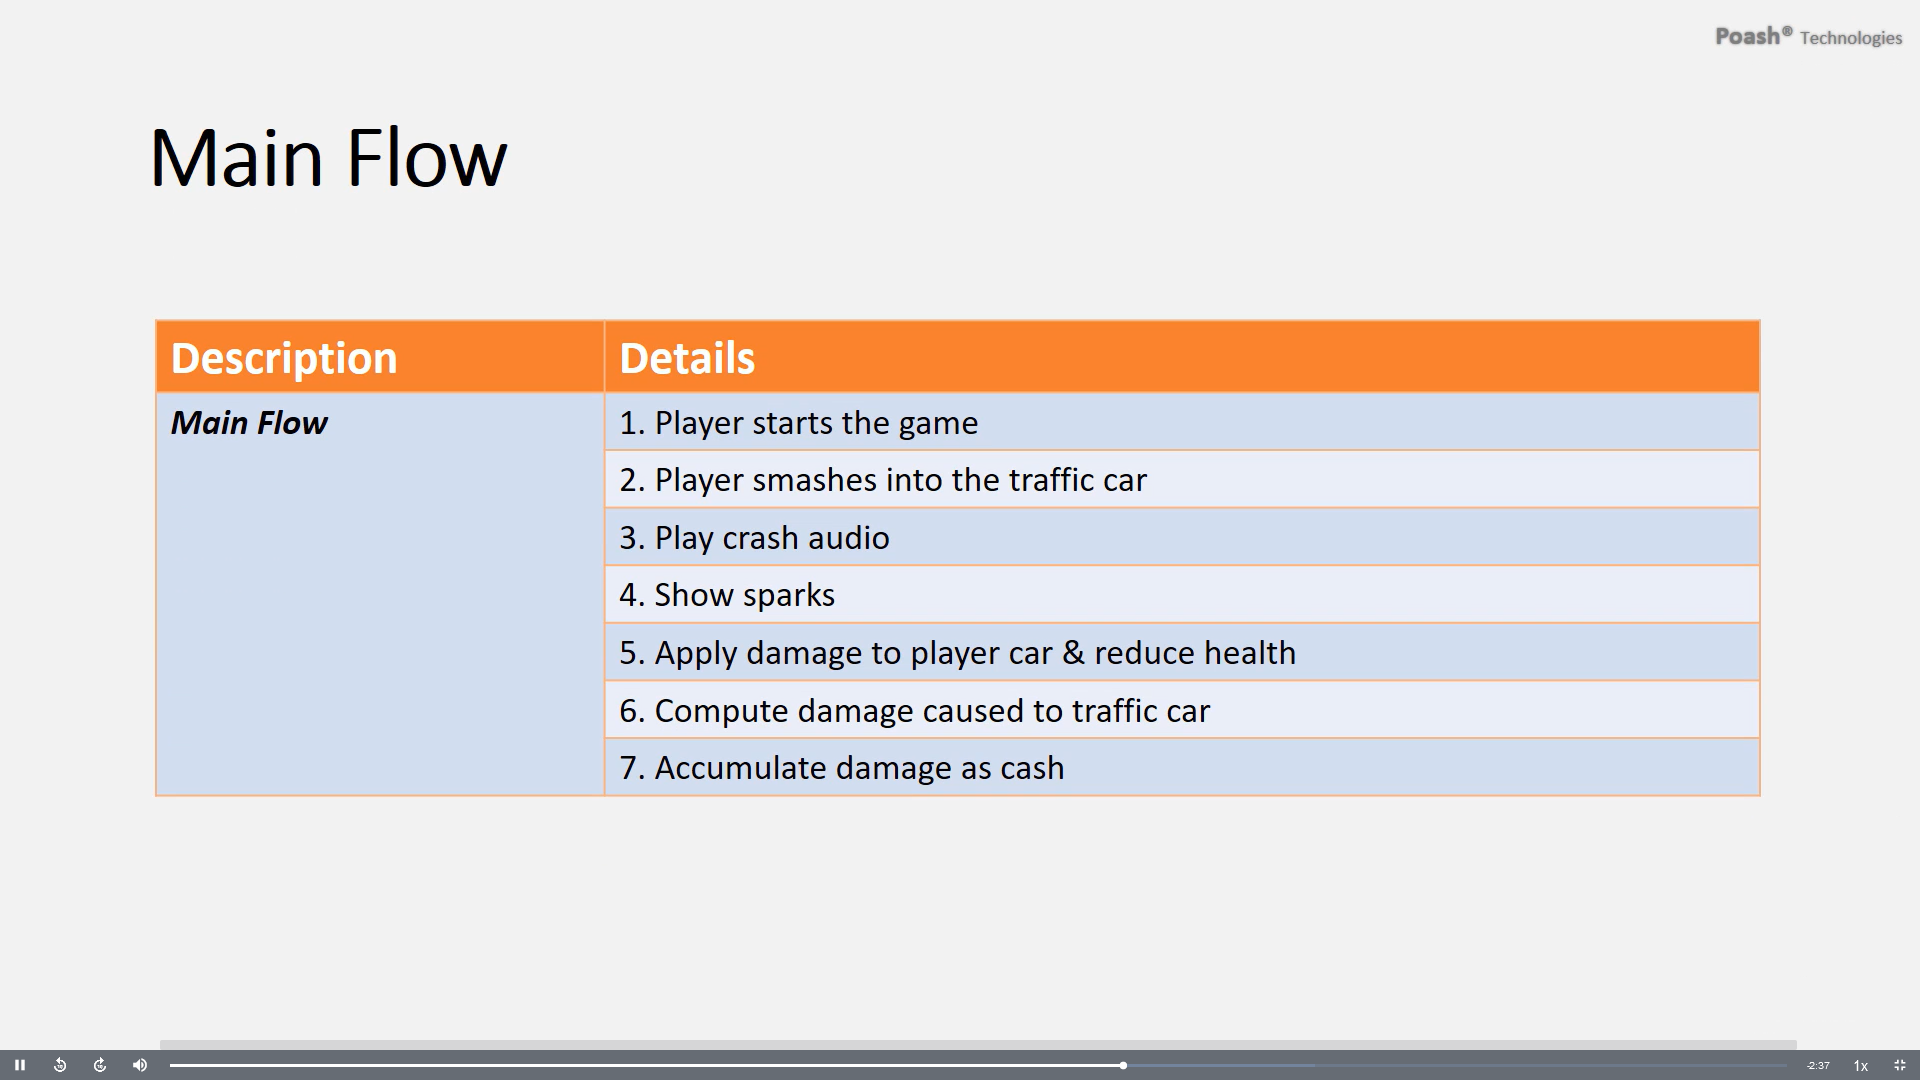 Poash® Technologies
Main Flow
Description Details
Main Flow 1. Player starts the game
2. Player smashes into the traffic car
3. Play crash audio
4. Show sparks
5. Apply damage to player car & reduce health
6. Compute damage caused to traffic car
7. Accumulate damage as cash
-2:37 1x